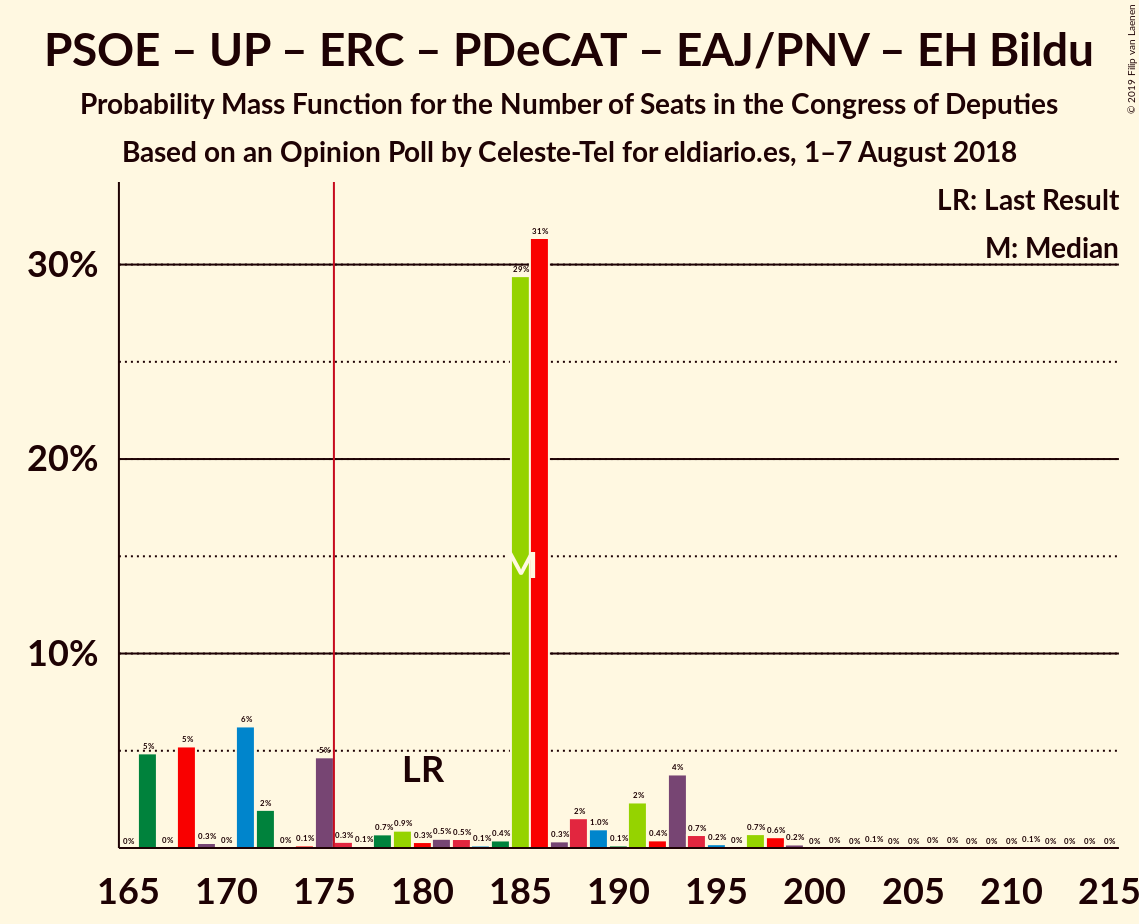 PSOE – UP – ERC – PDeCAT – EAJ/PNV – EH Bildu
Probability Mass Function for the Number of Seats in the Congress of Deputies
Based on an Opinion Poll by Celeste-Tel for eldiario.es, 1–7 August 2018
© 2019 Filip van Laenen
LR: Last Result
M: Median
30%
20%
10%
0% 5% 0% 5% 0.3% 0% 6% 2% 0% 0.1% 5% 0.3% 0.1% 0.7% 0.9% 0.3% 0.5% 0.5% 0.1% 0.4% 29% 31% 0.3% 2% 1.0% 0.1% 2% 0.4% 4% 0.7% 0.2% 0% 0.7% 0.6% 0.2% 0% 0% 0% 0.1% 0% 0% 0% 0% 0% 0% 0% 0.1% 0% 0% 0% 0%
LR
M
165 170 175 180 185 190 195 200 205 210 215